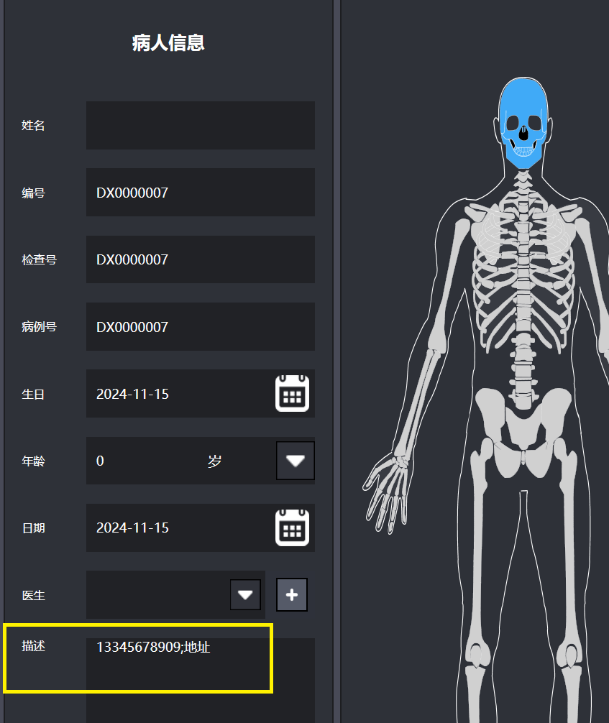 病人信息
姓名
编号 DX0000007
检查号 DX0000007
病例号 DX0000007
生日 2024-11-15
年龄 0 岁
日期 2024-11-15
医生
描述 13345678909;地址